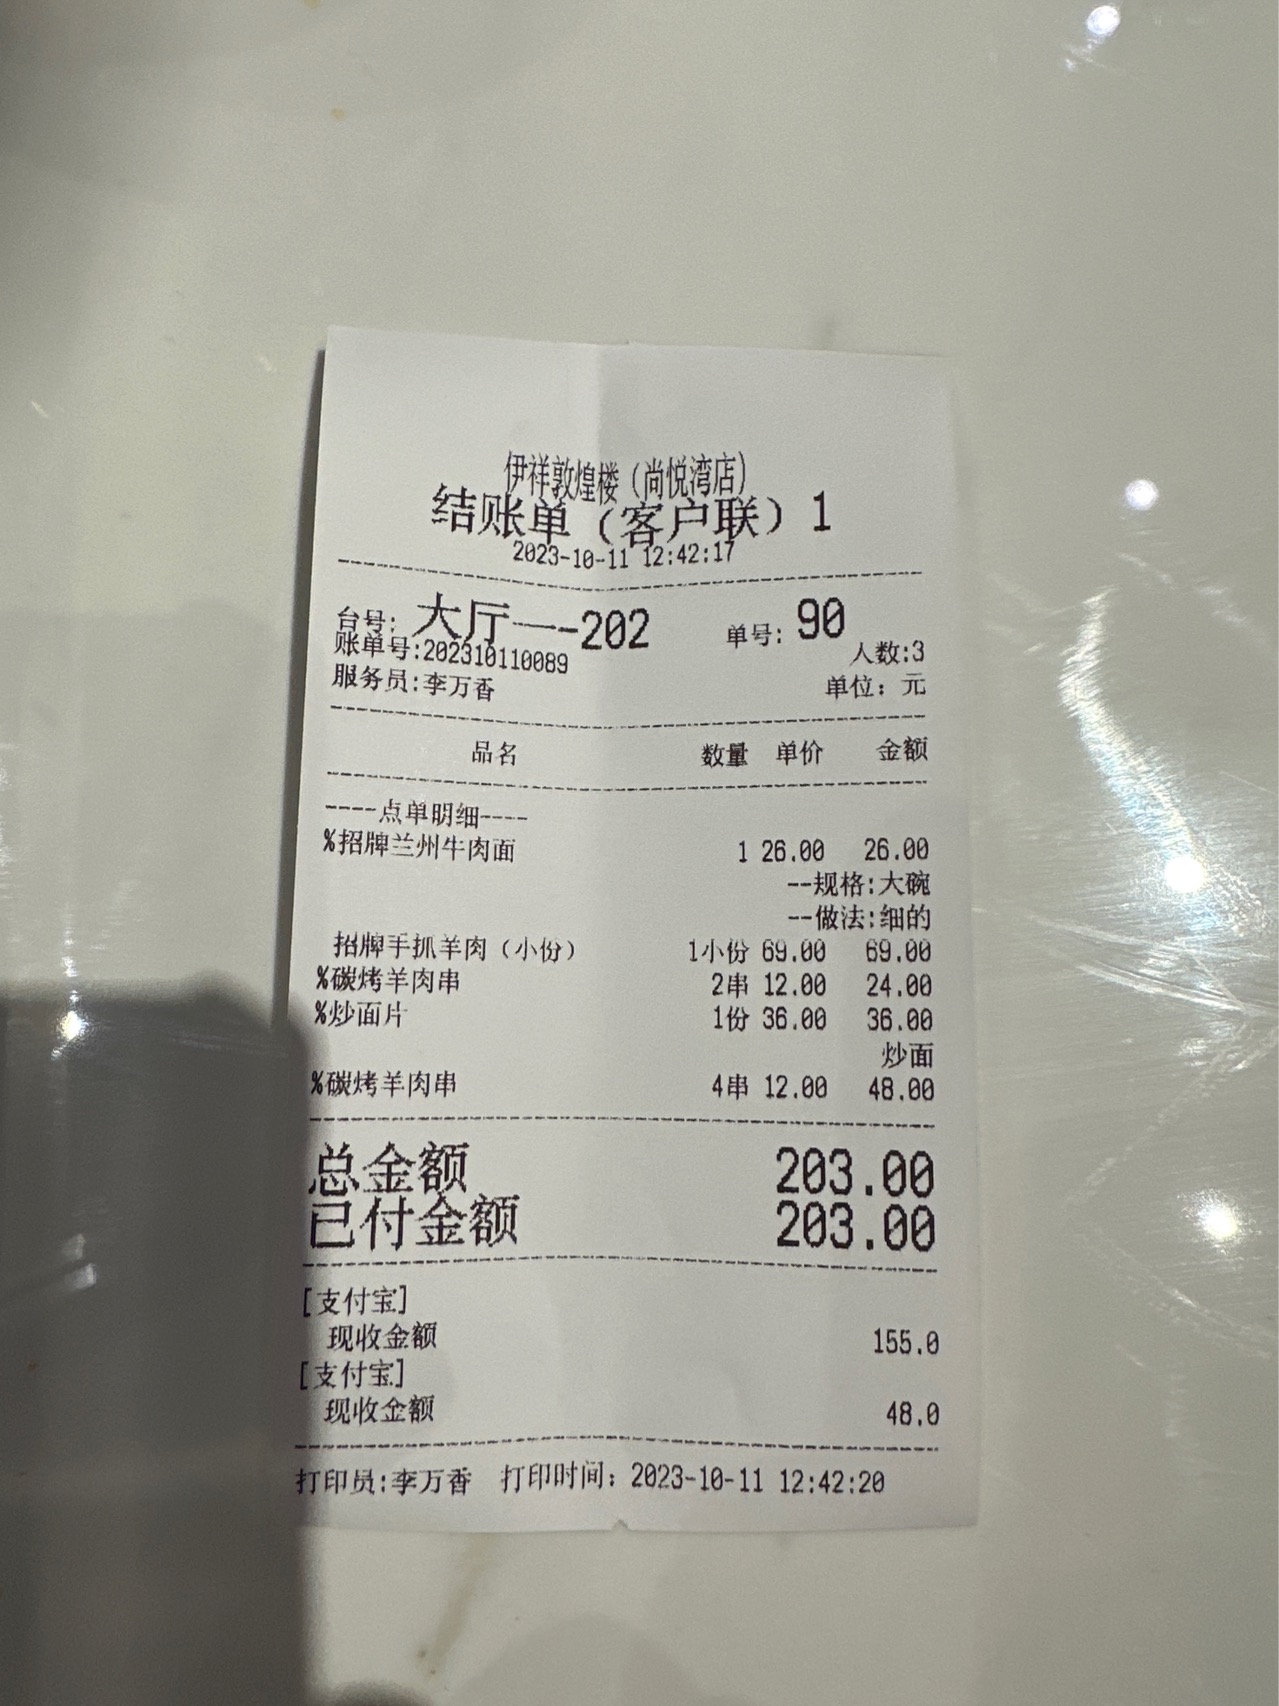 伊祥敦煌楼（尚悦湾店）
结账单（客户联）1
2023-10-11 12:42:17
台号: 大厅一-202 单号: 90
账单号:202310110089 人数:3
服务员:李万香 单位: 元
品名 数量 单价 金额
----点单明细----
%招牌兰州牛肉面 1 26.00 26.00
--规格:大碗
--做法:细的
招牌手抓羊肉（小份） 1小份 69.00 69.00
%碳烤羊肉串 2串 12.00 24.00
%炒面片 1份 36.00 36.00
炒面
%碳烤羊肉串 4串 12.00 48.00
总金额 203.00
已付金额 203.00
[支付宝]
现收金额 155.0
[支付宝]
现收金额 48.0
打印员:李万香 打印时间: 2023-10-11 12:42:20